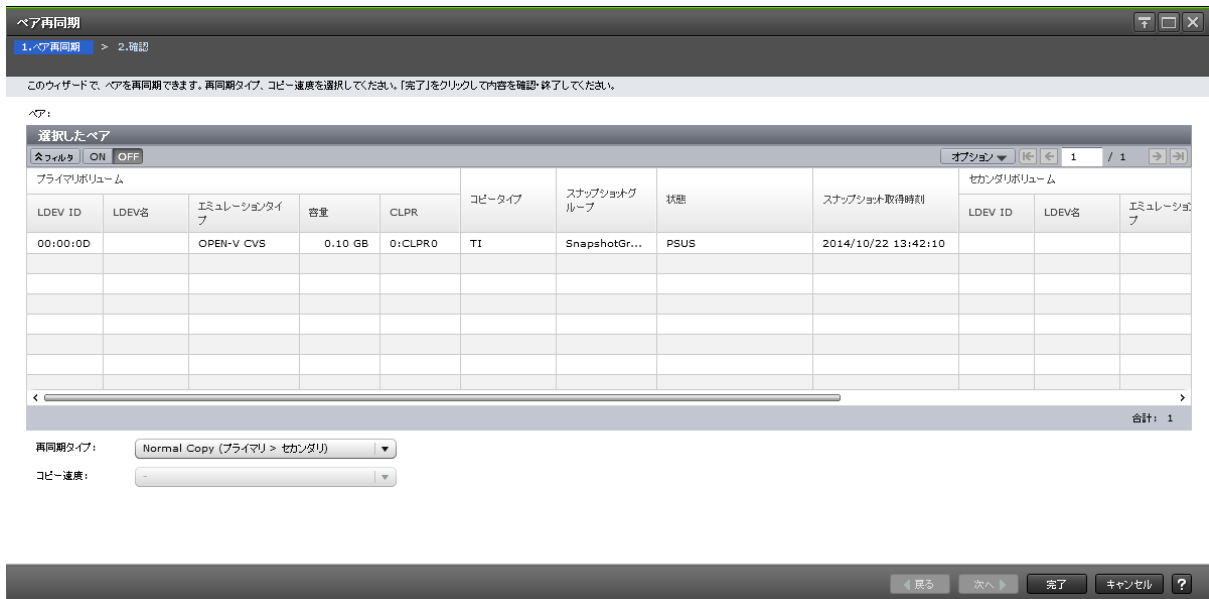 ペア再同期
1.ペア再同期 > 2.確認
このウィザードで、ペアを再同期できます。再同期タイプ、コピー速度を選択してください。「完了」をクリックして内容を確認・終了してください。
ペア:
選択したペア
フィルタ ON OFF オプション 1 / 1
プライマリボリューム コピータイプ スナップショットグループ 状態 スナップショット取得時刻 セカンダリボリューム
LDEV ID LDEV名 エミュレーションタイプ 容量 CLPR LDEV ID LDEV名 エミュレーション プ
00:00:0D OPEN-V CVS 0.10 GB 0:CLPR0 TI SnapshotGr... PSUS 2014/10/22 13:42:10
合計: 1
再同期タイプ: Normal Copy (プライマリ > セカンダリ)
コピー速度: -
戻る 次へ 完了 キャンセル ?